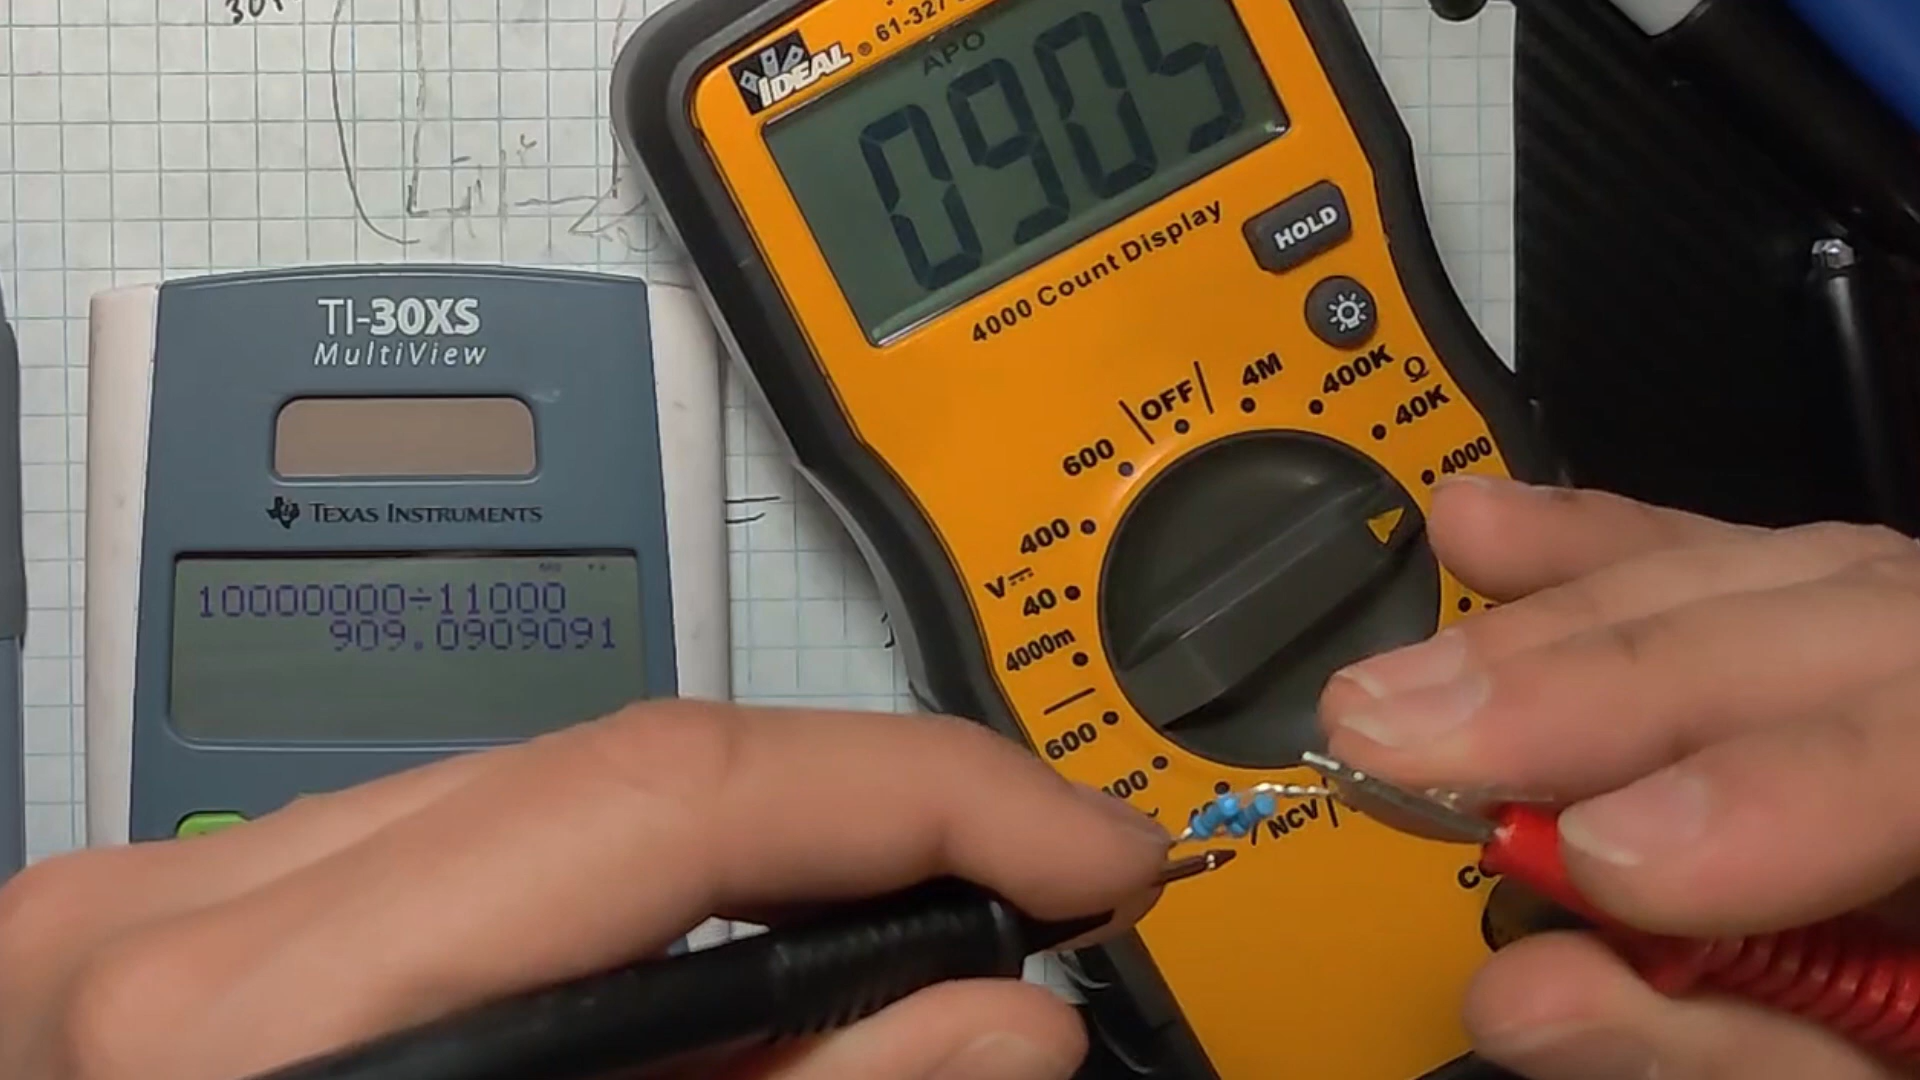 30
IDEAL ® 61-327
APO
0905
4000 Count Display
HOLD
TI-30XS
MultiView
TEXAS INSTRUMENTS
10000000÷11000
909.0909091
OFF
4M
400K
Ω
40K
4000
600
400
V
40
4000m
600
NCV